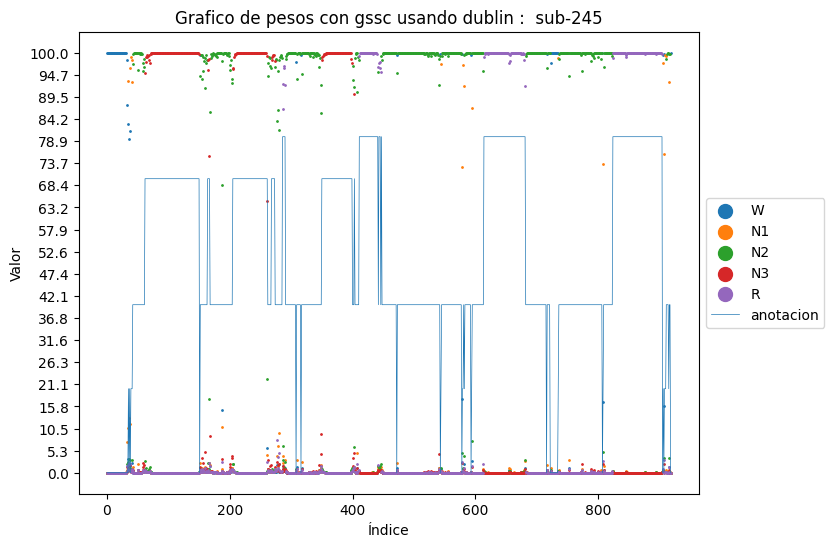 Grafico de pesos con gssc usando dublin :  sub-245
100.0
94.7
89.5
84.2
78.9
73.7
68.4
63.2
57.9
52.6
47.4
42.1
36.8
31.6
26.3
21.1
15.8
10.5
5.3
0.0
Valor
0 200 400 600 800
Índice
W
N1
N2
N3
R
anotacion